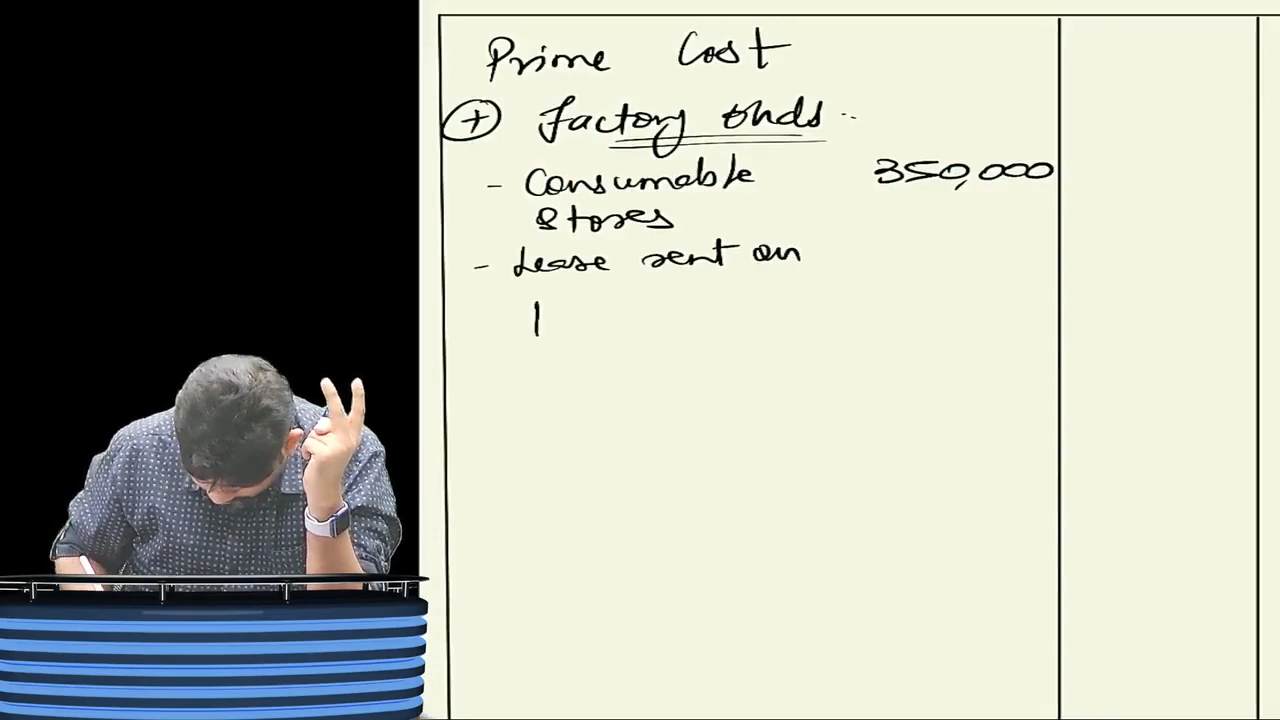 Prime Cost
+ factory ohds..
- Consumable 350,000
Stores
- Lease rent on